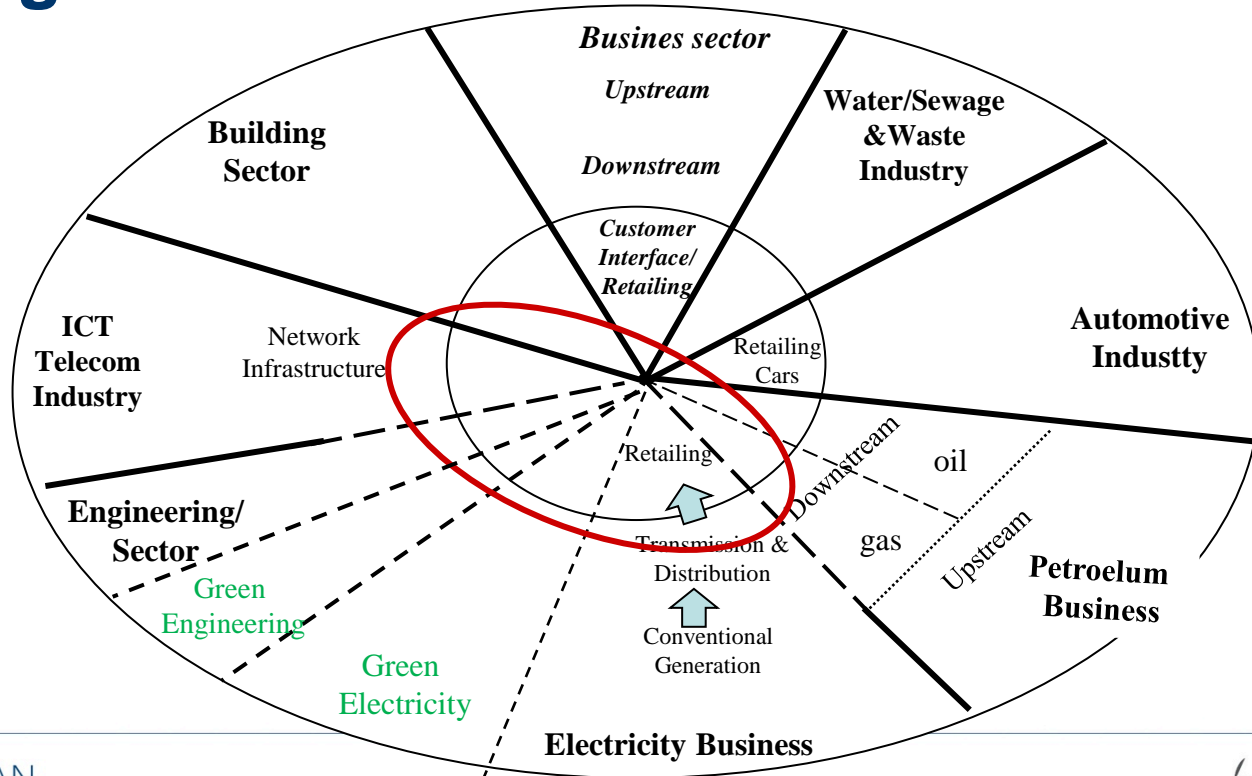 g
Busines sector
Upstream
Downstream
Customer
Interface/
Retailing
Water/Sewage
&Waste
Industry
Building
Sector
Automotive
Industty
Retailing
Cars
ICT
Telecom
Industry
Network
Infrastructure
Retailing
Downstream
oil
gas
Upstream
Petroelum
Business
Engineering/
Sector
Green
Engineering
Transmission &
Distribution
Conventional
Generation
Green
Electricity
Electricity Business